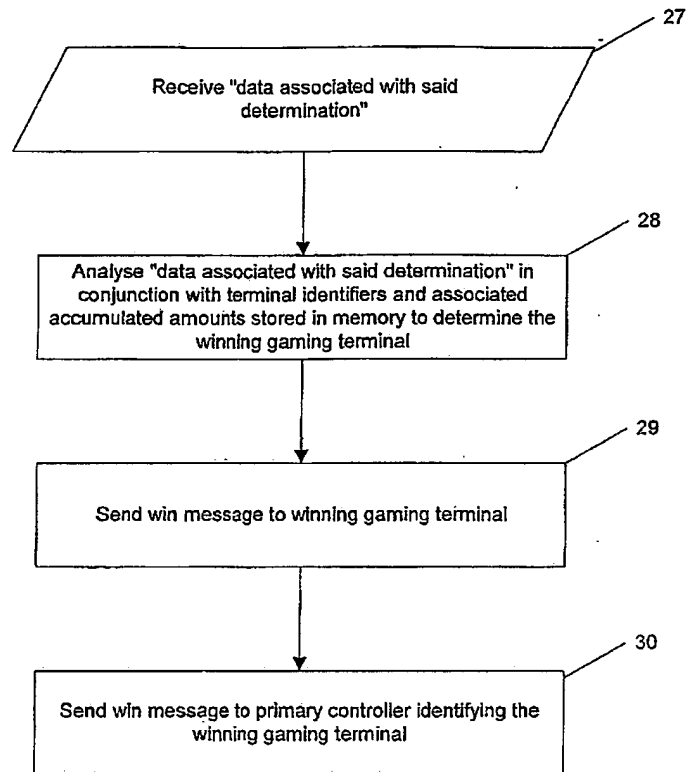 27
Receive "data associated with said
determination"
28
Analyse "data associated with said determination" in
conjunction with terminal identifiers and associated
accumulated amounts stored in memory to determine the
winning gaming terminal
29
Send win message to winning gaming terminal
30
Send win message to primary controller identifying the
winning gaming terminal